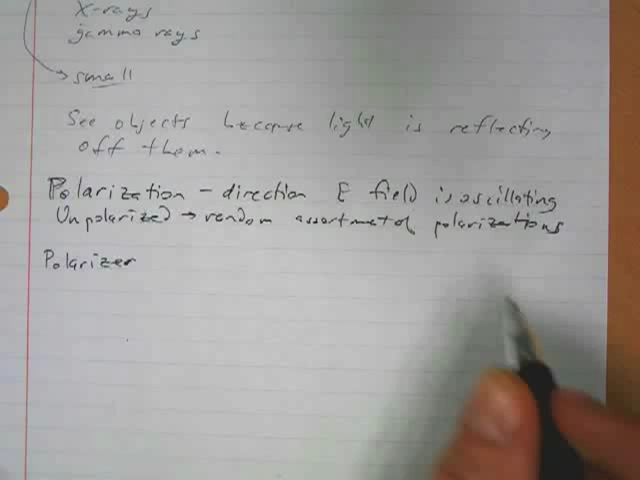 x-rays
gamma rays
small
See objects because light is reflecting
off them.
Polarization - direction E field is oscillating
Unpolarized → random assortment of polarizations
Polarizer